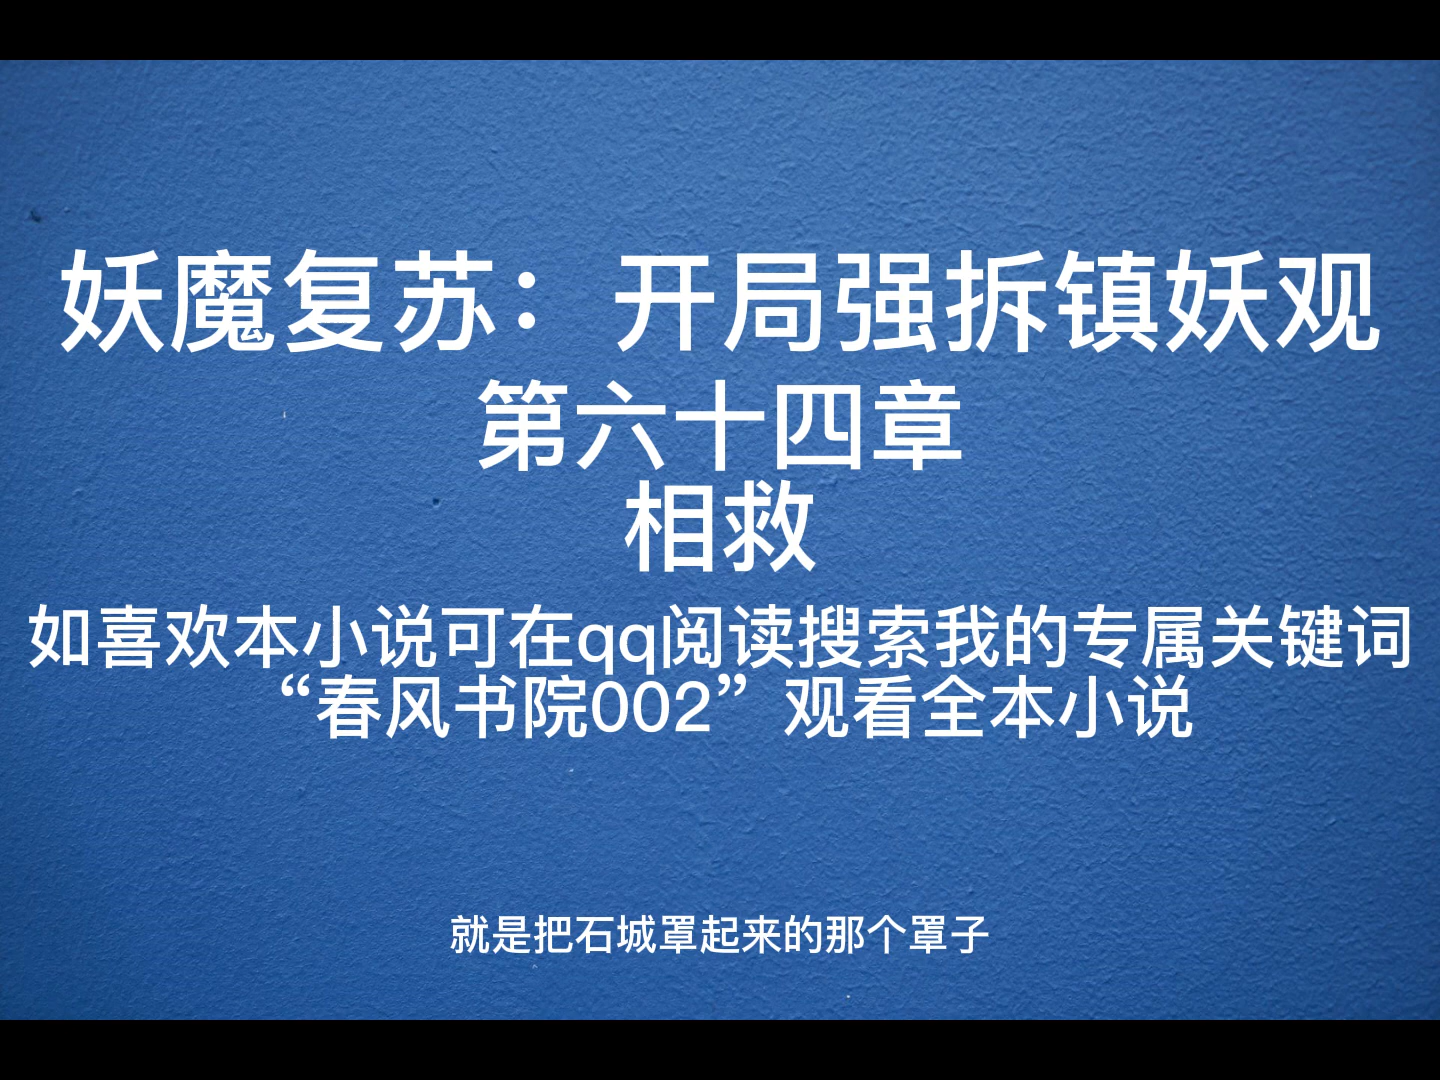 妖魔复苏：开局强拆镇妖观
第六十四章
相救
如喜欢本小说可在qq阅读搜索我的专属关键词
“春风书院002”观看全本小说
就是把石城罩起来的那个罩子